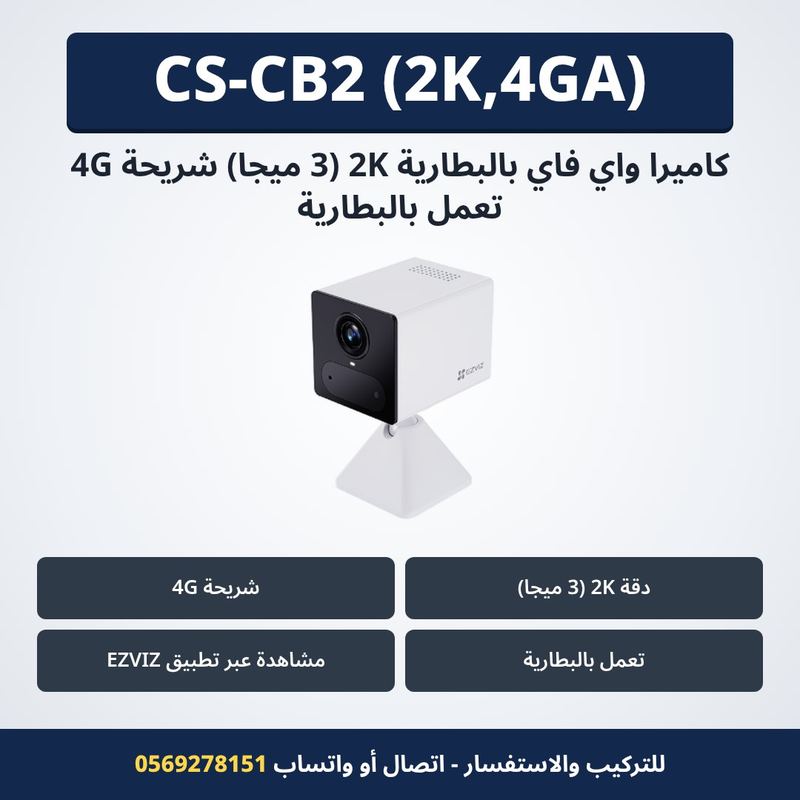 CS-CB2 (2K,4GA)
كاميرا واي فاي بالبطارية 2K (3 ميجا) شريحة 4G
تعمل بالبطارية
EZVIZ
دقة 2K (3 ميجا)
شريحة 4G
تعمل بالبطارية
مشاهدة عبر تطبيق EZVIZ
للتركيب والاستفسار - اتصال أو واتساب 0569278151